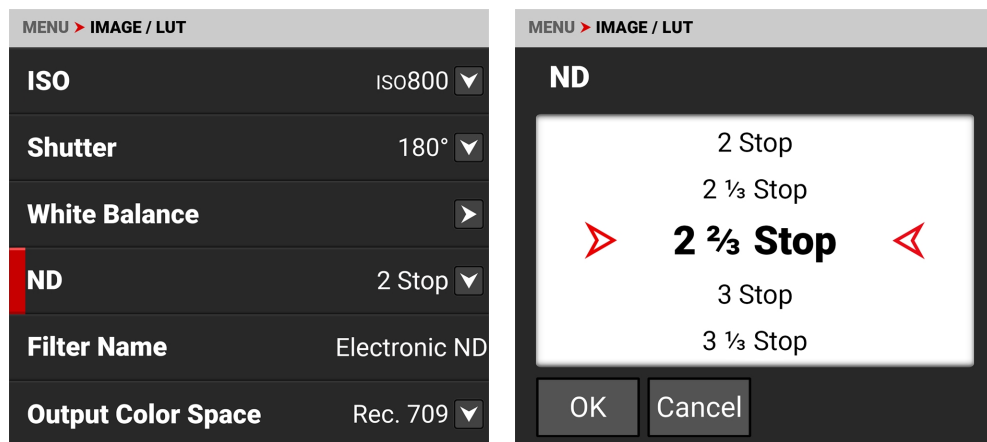 MENU ➤ IMAGE / LUT
ISO ISO800
Shutter 180°
White Balance
ND 2 Stop
Filter Name Electronic ND
Output Color Space Rec. 709
MENU ➤ IMAGE / LUT
ND
2 Stop
2 ⅓ Stop
2 ⅔ Stop
3 Stop
3 ⅓ Stop
OK Cancel